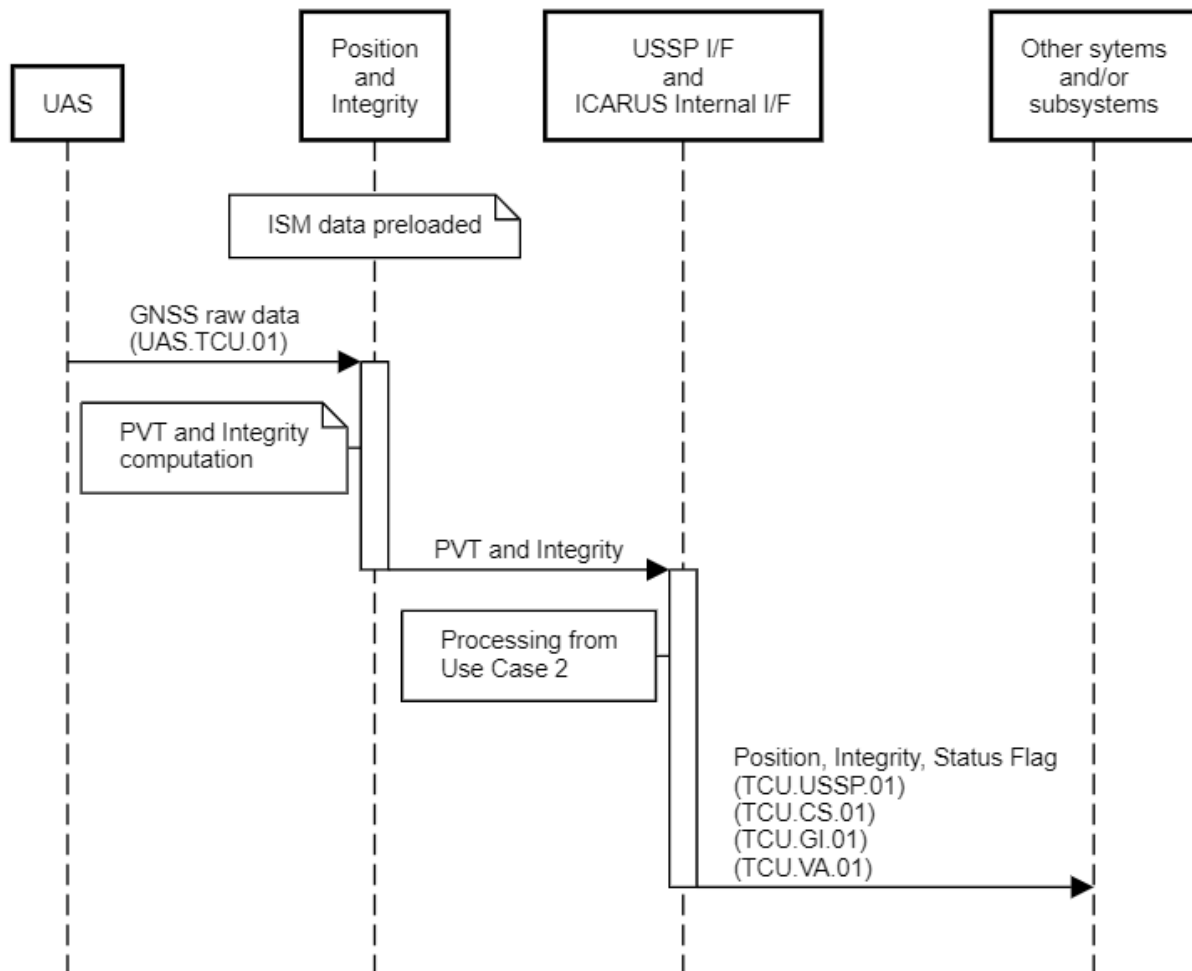 UAS
Position
and
Integrity
USSP I/F
and
ICARUS Internal I/F
Other sytems
and/or
subsystems
ISM data preloaded
GNSS raw data
(UAS.TCU.01)
PVT and Integrity
computation
PVT and Integrity
Processing from
Use Case 2
Position, Integrity, Status Flag
(TCU.USSP.01)
(TCU.CS.01)
(TCU.GI.01)
(TCU.VA.01)